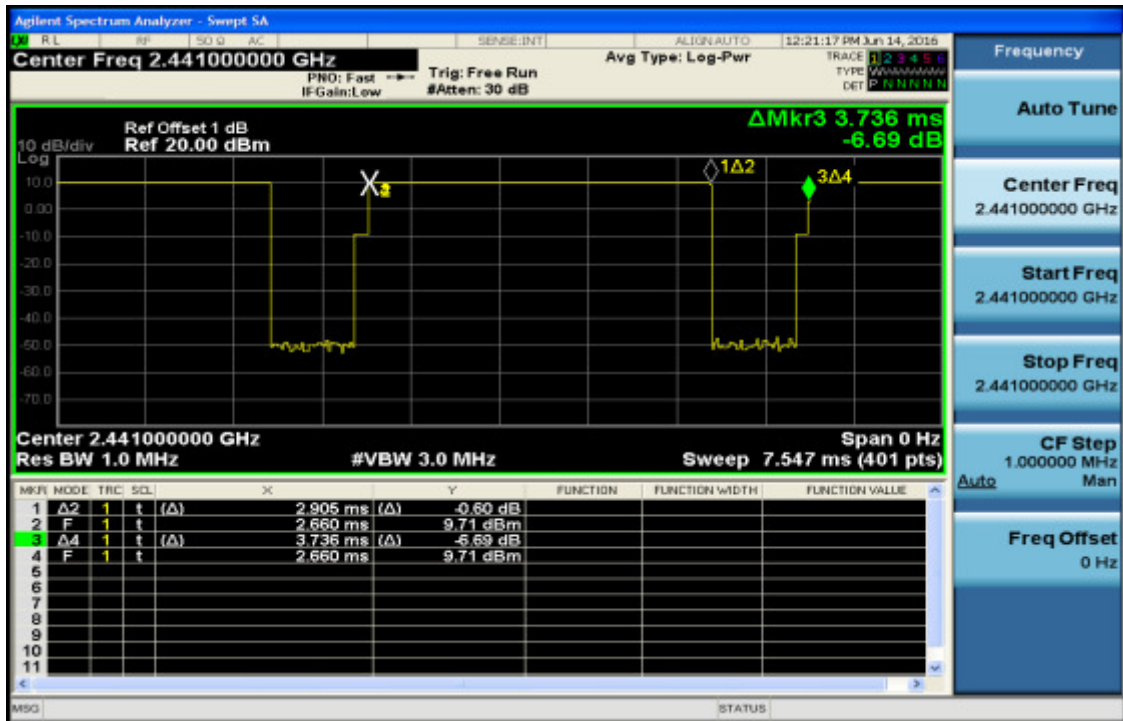 Agilent Spectrum Analyzer - Swept SA
RL RF 50 Ω AC SENSE:INT ALIGN AUTO 12:21:17 PM Jun 14, 2016
Center Freq 2.441000000 GHz
PNO: Fast
IFGain:Low
Trig: Free Run
#Atten: 30 dB
Avg Type: Log-Pwr
TRACE 1 2 3 4 5 6
TYPE
DET P N N N N N
Ref Offset 1 dB
Ref 20.00 dBm
ΔMkr3 3.736 ms
-6.69 dB
10 dB/div
Log
10.0
0.00
-10.0
-20.0
-30.0
-40.0
-50.0
-60.0
-70.0
1Δ2
3Δ4
Center 2.441000000 GHz
Span 0 Hz
Res BW 1.0 MHz
#VBW 3.0 MHz
Sweep 7.547 ms (401 pts)
MKR MODE TRC SCL X Y FUNCTION FUNCTION WIDTH FUNCTION VALUE
1 Δ2 1 t (Δ) 2.905 ms (Δ) -0.60 dB
2 F 1 t 2.660 ms 9.71 dBm
3 Δ4 1 t (Δ) 3.736 ms (Δ) -6.69 dB
4 F 1 t 2.660 ms 9.71 dBm
5
6
7
8
9
10
11
MSG
STATUS
Frequency
Auto Tune
Center Freq
2.441000000 GHz
Start Freq
2.441000000 GHz
Stop Freq
2.441000000 GHz
CF Step
1.000000 MHz
Auto Man
Freq Offset
0 Hz